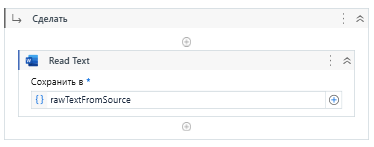 Сделать
Read Text
Сохранить в *
{} rawTextFromSource